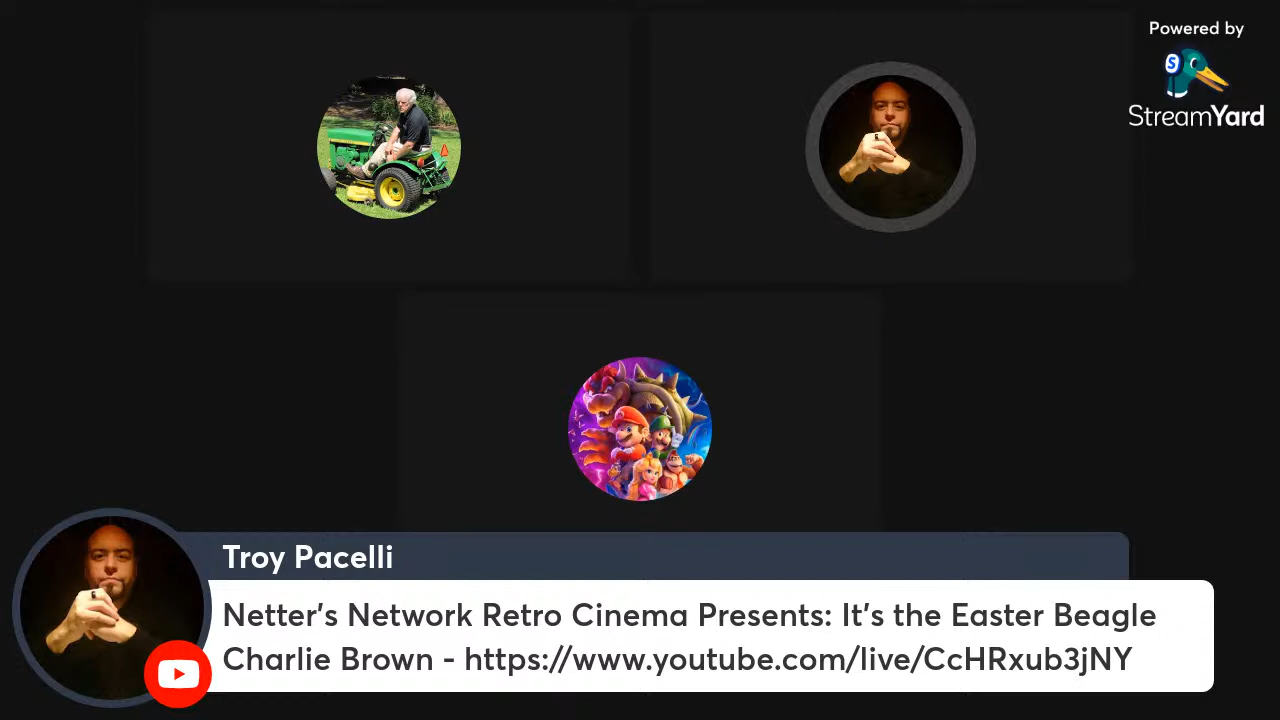 Powered by
S
StreamYard
Troy Pacelli
Netter's Network Retro Cinema Presents: It's the Easter Beagle
Charlie Brown - https://www.youtube.com/live/CcHRxub3jNY